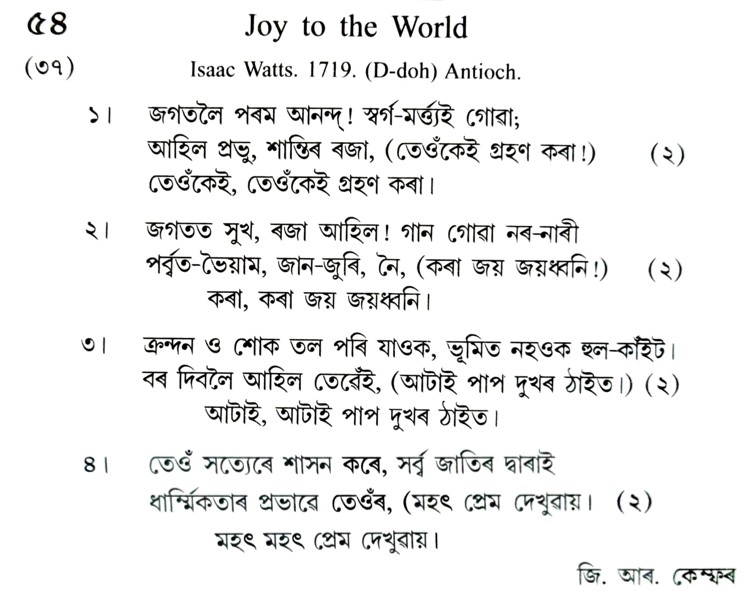 ৫৪ Joy to the World
(৩৭) Isaac Watts. 1719. (D-doh) Antioch.
১। জগতলৈ পৰম আনন্দ! স্বৰ্গ-মৰ্ত্ত্যই গোৱা;
আহিল প্ৰভু, শান্তিৰ ৰজা, (তেওঁকেই গ্ৰহণ কৰা!) (২)
তেওঁকেই, তেওঁকেই গ্ৰহণ কৰা।
২। জগতত সুখ, ৰজা আহিল! গান গোৱা নৰ-নাৰী
পৰ্ব্বত-ভৈয়াম, জান-জুৰি, নৈ, (কৰা জয় জয়ধ্বনি!) (২)
কৰা, কৰা জয় জয়ধ্বনি।
৩। ক্ৰন্দন ও শোক তল পৰি যাওক, ভূমিত নহওক হুল-কাঁইট।
বৰ দিবলৈ আহিল তেৱেঁই, (আটাই পাপ দুখৰ ঠাইত।) (২)
আটাই, আটাই পাপ দুখৰ ঠাইত।
৪। তেওঁ সত্যেৰে শাসন কৰে, সৰ্ব্ব জাতিৰ দ্বাৰাই
ধাৰ্ম্মিকতাৰ প্ৰভাৱে তেওঁৰ, (মহৎ প্ৰেম দেখুৱায়। (২)
মহৎ মহৎ প্ৰেম দেখুৱায়।
জি. আৰ. কেম্ফৰ